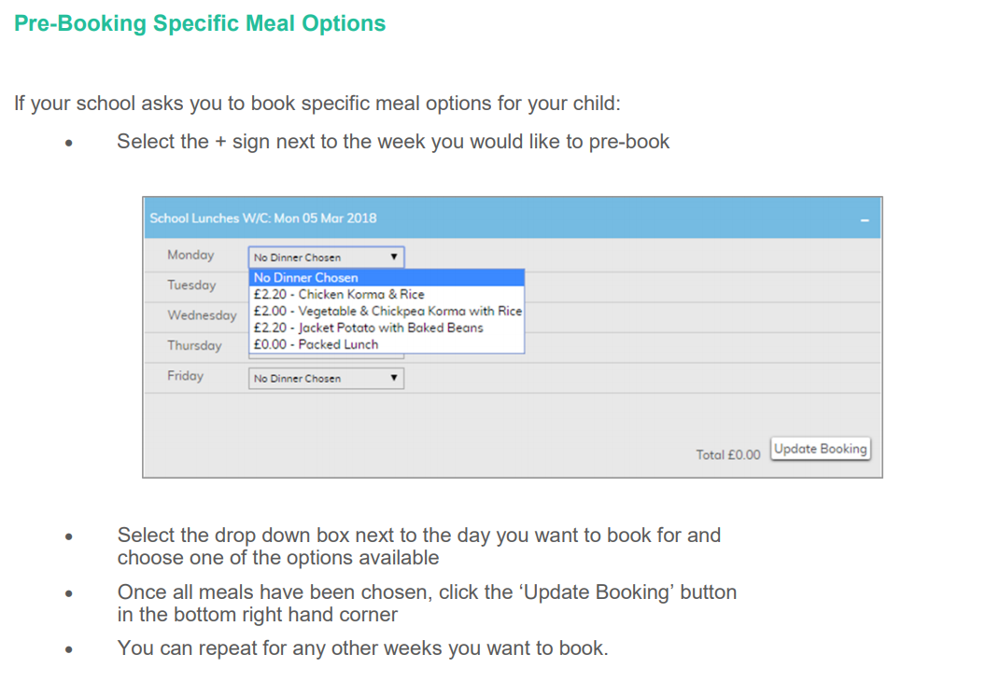 Pre-Booking Specific Meal Options
If your school asks you to book specific meal options for your child:
• Select the + sign next to the week you would like to pre-book
School Lunches W/C: Mon 05 Mar 2018 –
Monday No Dinner Chosen ▼
No Dinner Chosen
Tuesday £2.20 - Chicken Korma & Rice
Wednesday £2.00 - Vegetable & Chickpea Korma with Rice
£2.20 - Jacket Potato with Baked Beans
Thursday £0.00 - Packed Lunch
Friday No Dinner Chosen ▼
Total £0.00 Update Booking
• Select the drop down box next to the day you want to book for and
choose one of the options available
• Once all meals have been chosen, click the ‘Update Booking’ button
in the bottom right hand corner
• You can repeat for any other weeks you want to book.